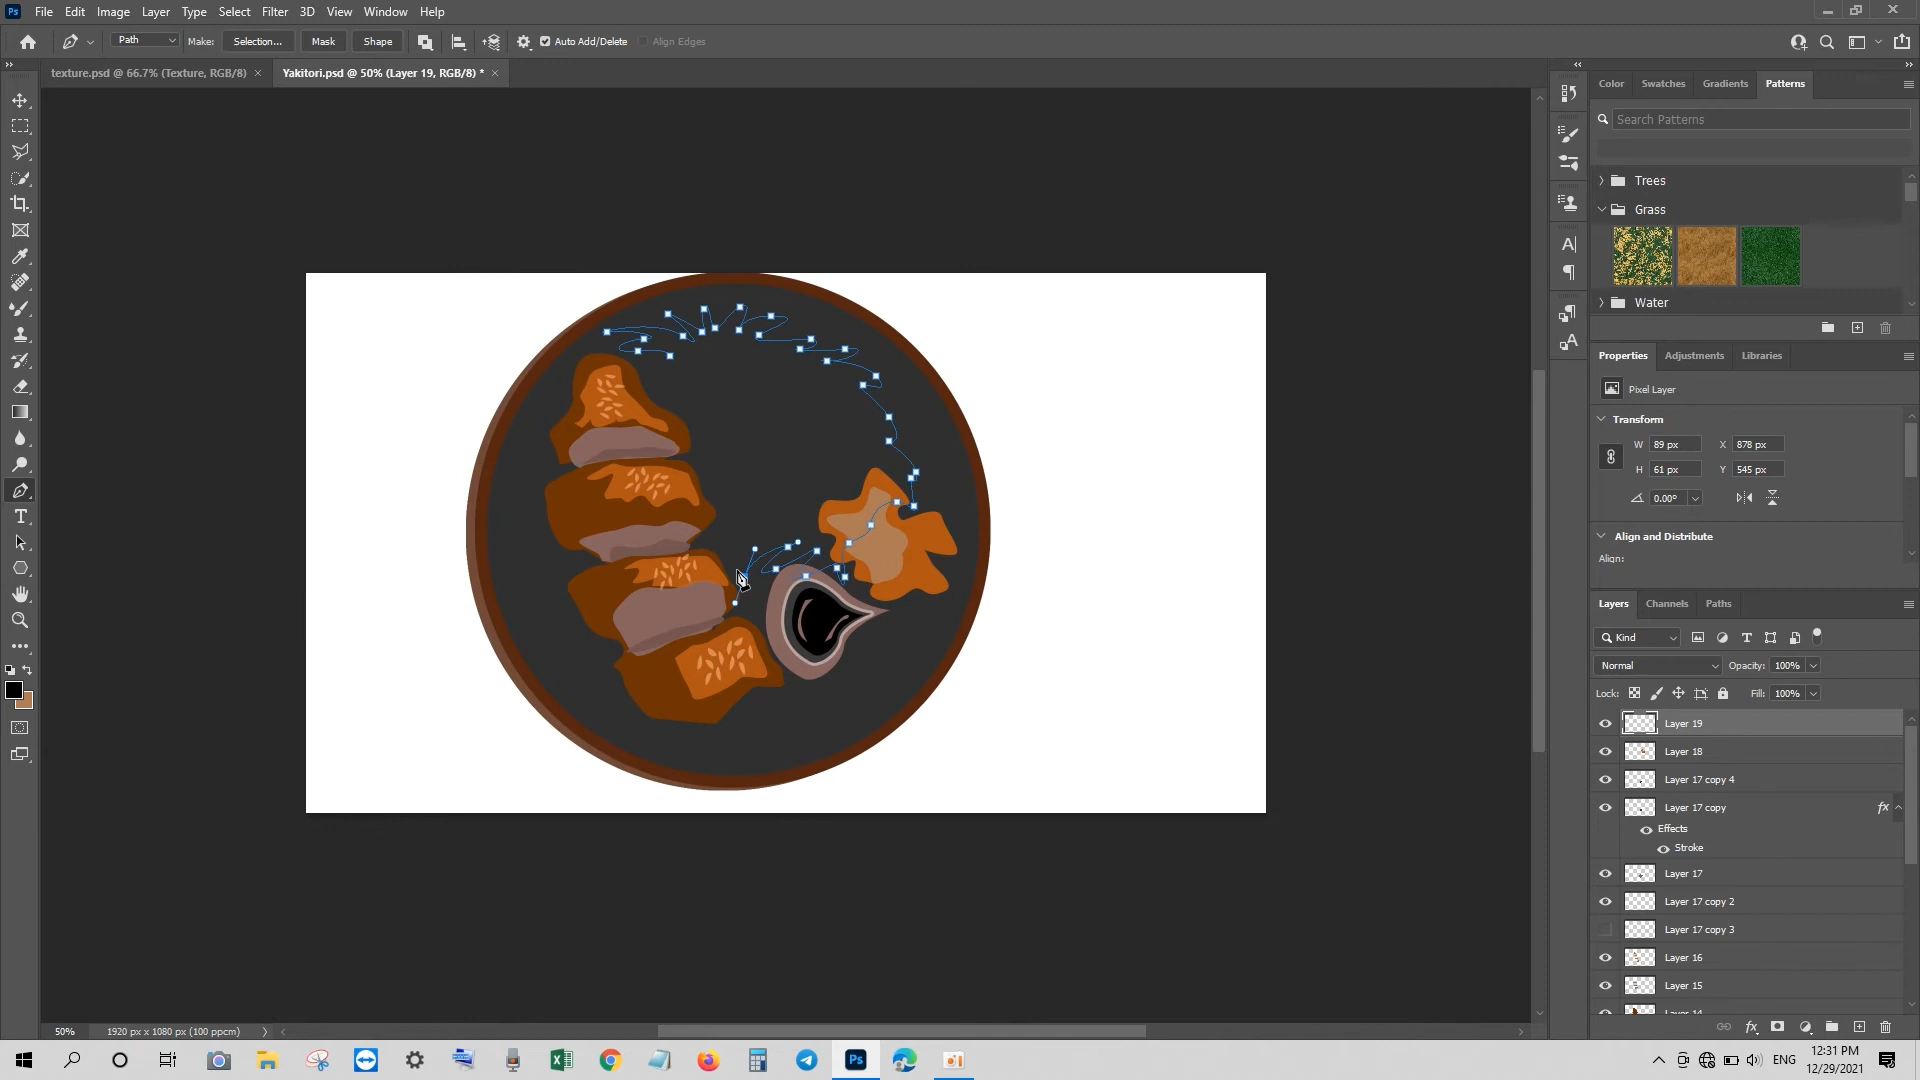 Ps File Edit Image Layer Type Select Filter 3D View Window Help
Path Make: Selection... Mask Shape Auto Add/Delete Align Edges
texture.psd @ 66.7% (Texture, RGB/8) × Yakitori.psd @ 50% (Layer 19, RGB/8) * ×
Color Swatches Gradients Patterns
Search Patterns
Trees
Grass
Water
Properties Adjustments Libraries
Pixel Layer
Transform
W 89 px X 878 px
H 61 px Y 545 px
0.00°
Align and Distribute
Align:
Layers Channels Paths
Kind
Normal Opacity: 100%
Lock: Fill: 100%
Layer 19
Layer 18
Layer 17 copy 4
Layer 17 copy fx
Effects
Stroke
Layer 17
Layer 17 copy 2
Layer 17 copy 3
Layer 16
Layer 15
Layer 14
50% 1920 px x 1080 px (100 ppcm)
fx
Ps ENG 12:31 PM
12/29/2021